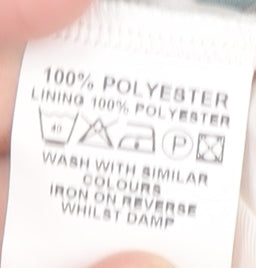 100% POLYESTER
LINING 100% POLYESTER
40 P
WASH WITH SIMILAR
COLOURS
IRON ON REVERSE
WHILST DAMP